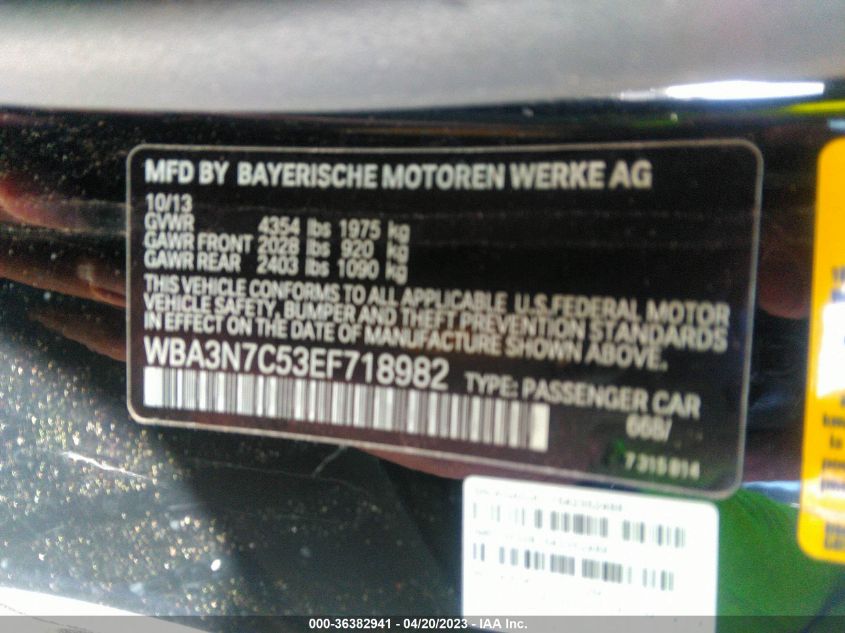 MFD BY BAYERISCHE MOTOREN WERKE AG
10/13
GVWR 4354 lbs 1975 kg
GAWR FRONT 2028 lbs 920 kg
GAWR REAR 2403 lbs 1090 kg
THIS VEHICLE CONFORMS TO ALL APPLICABLE U.S.FEDERAL MOTOR
VEHICLE SAFETY, BUMPER AND THEFT PREVENTION STANDARDS
IN EFFECT ON THE DATE OF MANUFACTURE SHOWN ABOVE.
WBA3N7C53EF718982 TYPE: PASSENGER CAR
668/
7315814
000-36382941 - 04/20/2023 - IAA Inc.